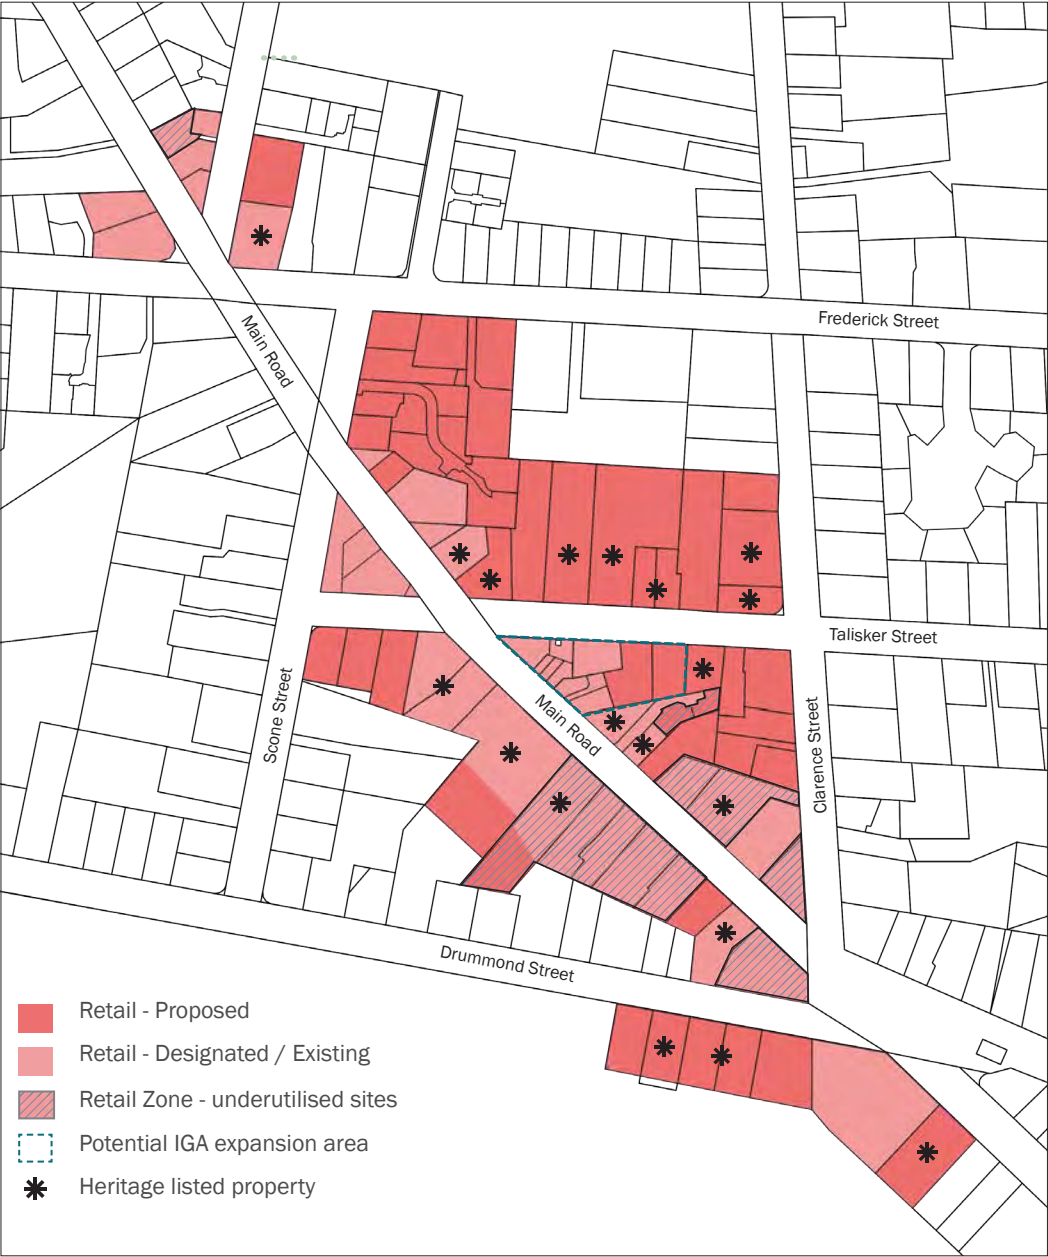 Frederick Street
Main Road
Talisker Street
Scone Street
Main Road
Clarence Street
Drummond Street
Retail - Proposed
Retail - Designated / Existing
Retail Zone - underutilised sites
Potential IGA expansion area
Heritage listed property